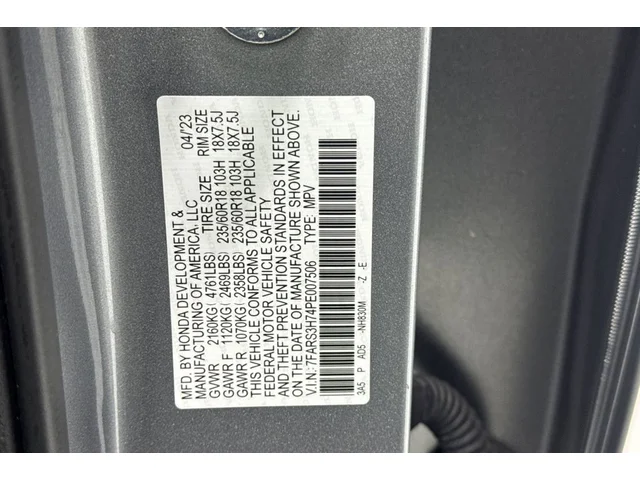 MFD. BY HONDA DEVELOPMENT & 04/'23
MANUFACTURING OF AMERICA, LLC
TIRE SIZE RIM SIZE
GVWR 2160KG( 4761LBS)
GAWR F 1120KG( 2469LBS) 235/60R18 103H 18X7.5J
GAWR R 1070KG( 2358LBS) 235/60R18 103H 18X7.5J
THIS VEHICLE CONFORMS TO ALL APPLICABLE
FEDERAL MOTOR VEHICLE SAFETY
AND THEFT PREVENTION STANDARDS IN EFFECT
ON THE DATE OF MANUFACTURE SHOWN ABOVE.
V.I.N: 7FARS3H74PE007506 TYPE: MPV
3A5 P AD5 -NH830M -Z -E